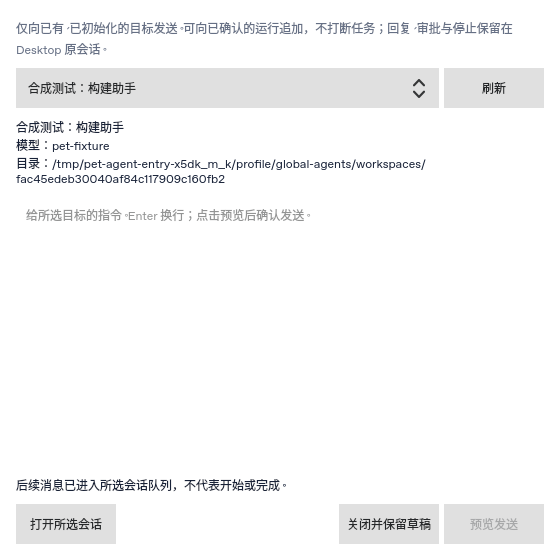 仅向已有、已初始化的目标发送。可向已确认的运行追加，不打断任务；回复、审批与停止保留在
Desktop 原会话。
合成测试：构建助手
刷新
合成测试：构建助手
模型：pet-fixture
目录：/tmp/pet-agent-entry-x5dk_m_k/profile/global-agents/workspaces/
fac45edeb30040af84c117909c160fb2
给所选目标的指令。Enter 换行；点击预览后确认发送。
后续消息已进入所选会话队列，不代表开始或完成。
打开所选会话
关闭并保留草稿
预览发送